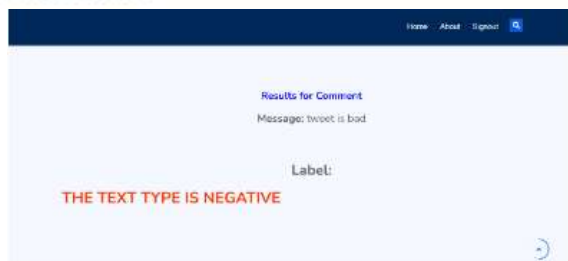 Home About Signout
Results for Comment
Message: tweet is bad
Label:
THE TEXT TYPE IS NEGATIVE